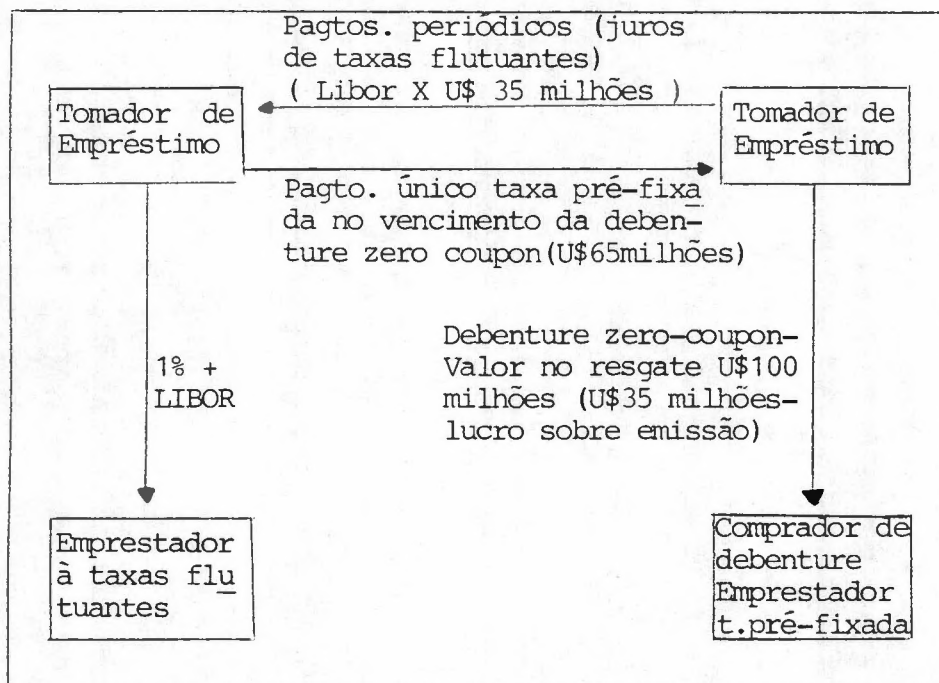 Pagtos. periódicos (juros
de taxas flutuantes)
( Libor X U$ 35 milhões )
Tomador de
Empréstimo
Tomador de
Empréstimo
Pagto. único taxa pré-fixa
da no vencimento da deben-
ture zero coupon(U$65milhões)
1% +
LIBOR
Debenture zero-coupon-
Valor no resgate U$100
milhões (U$35 milhões-
lucro sobre emissão)
Emprestador
à taxas flu
tuantes
Comprador de
debenture
Emprestador
t.pré-fixada